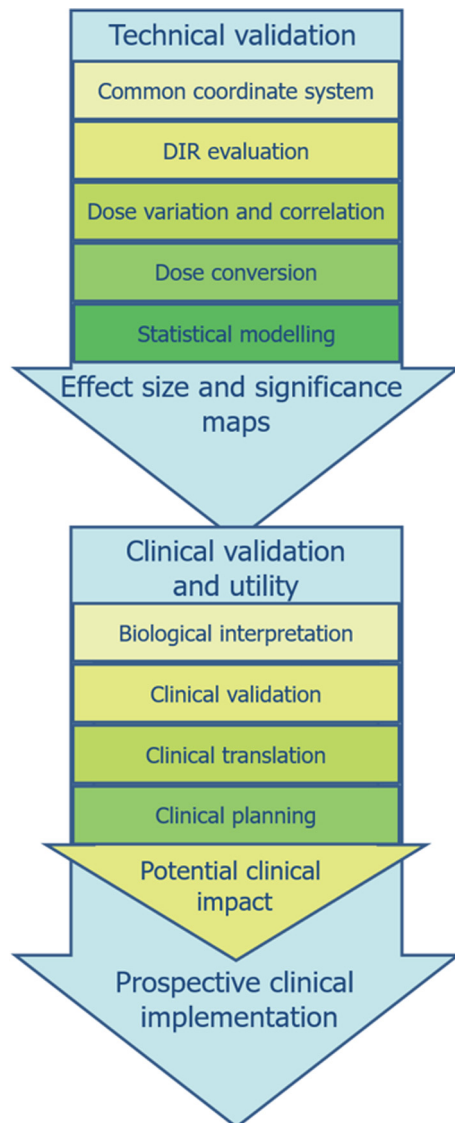 Technical validation
Common coordinate system
DIR evaluation
Dose variation and correlation
Dose conversion
Statistical modelling
Effect size and significance
maps
Clinical validation
and utility
Biological interpretation
Clinical validation
Clinical translation
Clinical planning
Potential clinical
impact
Prospective clinical
implementation